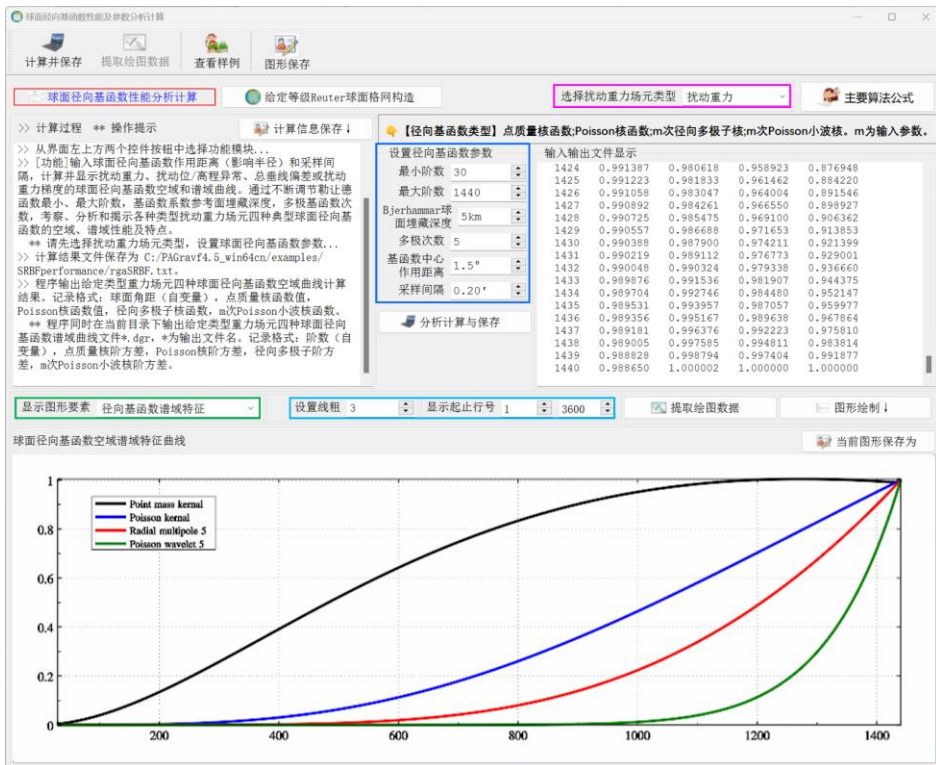 球面径向基函数性能及参数分析计算
计算并保存 提取绘图数据 查看样例 图形保存
球面径向基函数性能分析计算 给定等级Reuter球面格网构造 选择扰动重力场元类型 扰动重力 主要算法公式
>> 计算过程 ** 操作提示 计算信息保存↓
>> 从界面左上方两个控件按钮中选择功能模块...
>> [功能]输入球面径向基函数作用距离（影响半径）和采样间
隔，计算并显示扰动重力、扰动位/高程异常、总垂线偏差或扰动
重力梯度的球面径向基函数空域和谱域曲线。通过不断调节勒让德
函数最小、最大阶数，基函数系数参考面埋藏深度，多极基函数次
数，考察、分析和揭示各种类型扰动重力场元四种典型球面径向基
函数的空域、谱域性能及特点。
** 请先选择扰动重力场元类型，设置球面径向基函数参数...
>> 计算结果文件保存为 C:/PAGravf4.5_win64cn/examples/
SRBFperformance/rgaSRBF.txt。
>> 程序输出给定类型重力场元四种球面径向基函数空域曲线计算
结果。记录格式：球面角距（自变量），点质量核函数值，
Poisson核函数值，径向多极子核函数，m次Poisson小波核函数。
** 程序同时在当前目录下输出给定类型重力场元四种球面径向
基函数谱域曲线文件*.dgr，*为输出文件名。记录格式：阶数（自
变量），点质量核阶方差，Poisson核阶方差，径向多极子阶方
差，m次Poisson小波核阶方差。
【径向基函数类型】点质量核函数;Poisson核函数;m次径向多极子核;m次Poisson小波核。m为输入参数。
设置径向基函数参数
最小阶数 30
最大阶数 1440
Bjerhammar球
面埋藏深度 5km
多极次数 5
基函数中心
作用距离 1.5°
采样间隔 0.20′
分析计算与保存
输入输出文件显示
1424 0.991387 0.980618 0.958923 0.876948
1425 0.991223 0.981833 0.961462 0.884220
1426 0.991058 0.983047 0.964004 0.891546
1427 0.990892 0.984261 0.966550 0.898927
1428 0.990725 0.985475 0.969100 0.906362
1429 0.990557 0.986688 0.971653 0.913853
1430 0.990388 0.987900 0.974211 0.921399
1431 0.990219 0.989112 0.976773 0.929001
1432 0.990048 0.990324 0.979338 0.936660
1433 0.989876 0.991536 0.981907 0.944375
1434 0.989704 0.992746 0.984480 0.952147
1435 0.989531 0.993957 0.987057 0.959977
1436 0.989356 0.995167 0.989638 0.967864
1437 0.989181 0.996376 0.992223 0.975810
1438 0.989005 0.997585 0.994811 0.983814
1439 0.988828 0.998794 0.997404 0.991877
1440 0.988650 1.000002 1.000000 1.000000
显示图形要素 径向基函数谱域特征 设置线粗 3 显示起止行号 1 3600 提取绘图数据 图形绘制↓
球面径向基函数空域谱域特征曲线 当前图形保存为
1
0.8
0.6
0.4
0.2
0
Point mass kernal
Poisson kernal
Radial multipole 5
Poisson wavelet 5
200 400 600 800 1000 1200 1400